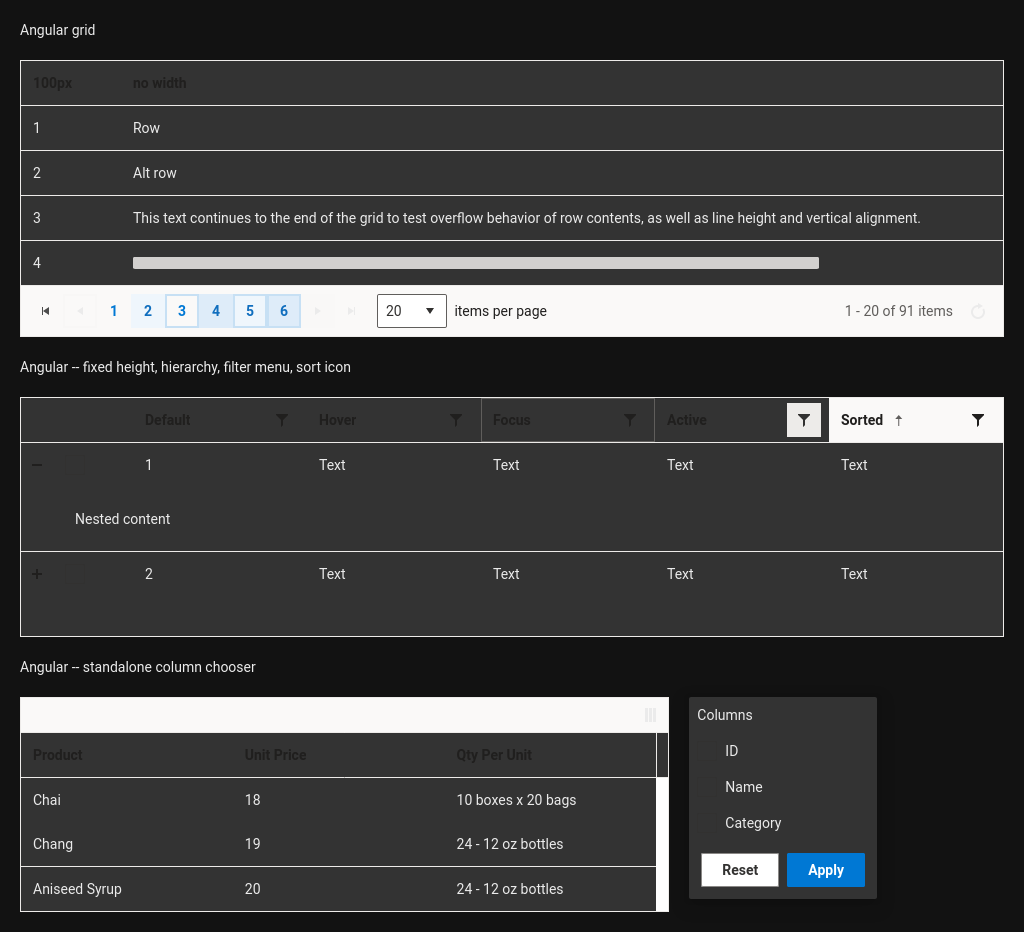 Angular grid
100px no width
1 Row
2 Alt row
3 This text continues to the end of the grid to test overflow behavior of row contents, as well as line height and vertical alignment.
4
1 2 3 4 5 6 20 items per page 1 - 20 of 91 items
Angular -- fixed height, hierarchy, filter menu, sort icon
Default Hover Focus Active Sorted
1 Text Text Text Text
Nested content
2 Text Text Text Text
Angular -- standalone column chooser
Product Unit Price Qty Per Unit
Chai 18 10 boxes x 20 bags
Chang 19 24 - 12 oz bottles
Aniseed Syrup 20 24 - 12 oz bottles
Columns
ID
Name
Category
Reset Apply